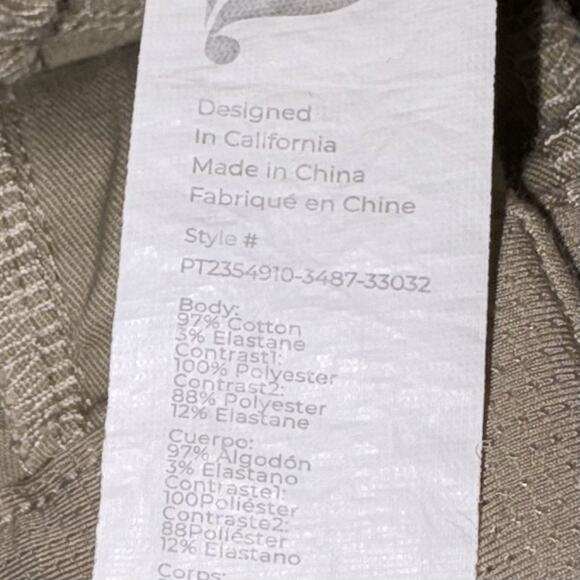 Designed
In California
Made in China
Fabriqué en Chine
Style #
PT2354910-3487-33032
Body:
97% Cotton
3% Elastane
Contrast1:
100% Polyester
Contrast2:
88% Polyester
12% Elastane
Cuerpo:
97% Algodón
3% Elastano
Contraste1:
100Poliéster
Contraste2:
88Poliéster
12% Elastano
Corps: